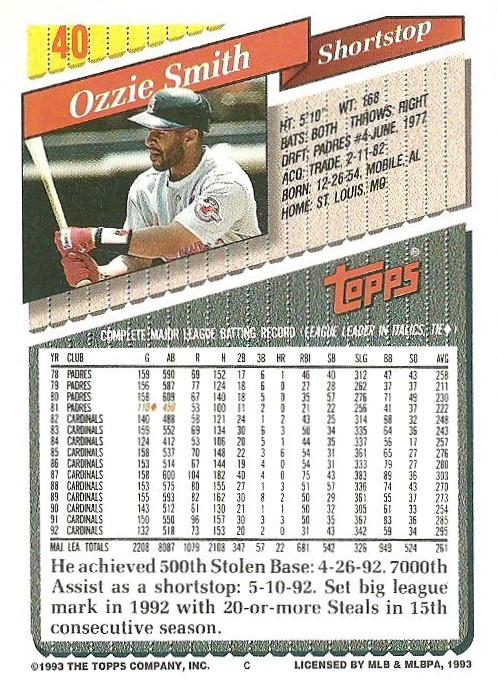 40
Ozzie Smith
Shortstop
HT: 5'10" WT: 168
BATS: BOTH THROWS: RIGHT
DRFT: PADRES #4-JUNE, 1977
ACQ: TRADE, 2-11-82
BORN: 12-26-54, MOBILE, AL
HOME: ST. LOUIS, MO
TOPPS®
COMPLETE MAJOR LEAGUE BATTING RECORD (LEAGUE LEADER IN ITALICS, TIE♦)
YR CLUB G AB R H 2B 3B HR RBI SB SLG BB SO AVG
78 PADRES 159 590 69 152 17 6 1 46 40 312 47 43 258
79 PADRES 156 587 77 124 18 6 0 27 28 262 37 37 211
80 PADRES 158 609 67 140 18 5 0 35 57 276 71 49 230
81 PADRES 110♦ 450 53 100 11 2 0 21 22 256 41 37 222
82 CARDINALS 140 488 58 121 24 1 2 43 25 314 68 32 248
83 CARDINALS 159 552 69 134 30 6 3 50 34 335 64 36 243
84 CARDINALS 124 412 53 106 20 5 1 44 35 337 56 17 257
85 CARDINALS 158 537 70 148 22 3 6 54 31 361 65 27 276
86 CARDINALS 153 514 67 144 19 4 0 54 31 333 79 27 280
87 CARDINALS 158 600 104 182 40 4 0 75 43 383 89 36 303
88 CARDINALS 153 575 80 155 27 1 3 51 57 336 74 43 270
89 CARDINALS 155 593 82 162 30 8 2 50 29 361 55 37 273
90 CARDINALS 143 512 61 130 21 1 1 50 32 305 61 33 254
91 CARDINALS 150 550 96 157 30 3 3 50 35 367 83 36 285
92 CARDINALS 132 518 73 153 20 2 0 31 43 342 59 34 295
MAJ. LEA. TOTALS 2208 8087 1079 2108 347 57 22 681 542 326 949 524 261
He achieved 500th Stolen Base: 4-26-92. 7000th
Assist as a shortstop: 5-10-92. Set big league
mark in 1992 with 20-or-more Steals in 15th
consecutive season.
©1993 THE TOPPS COMPANY, INC. C LICENSED BY MLB & MLBPA, 1993